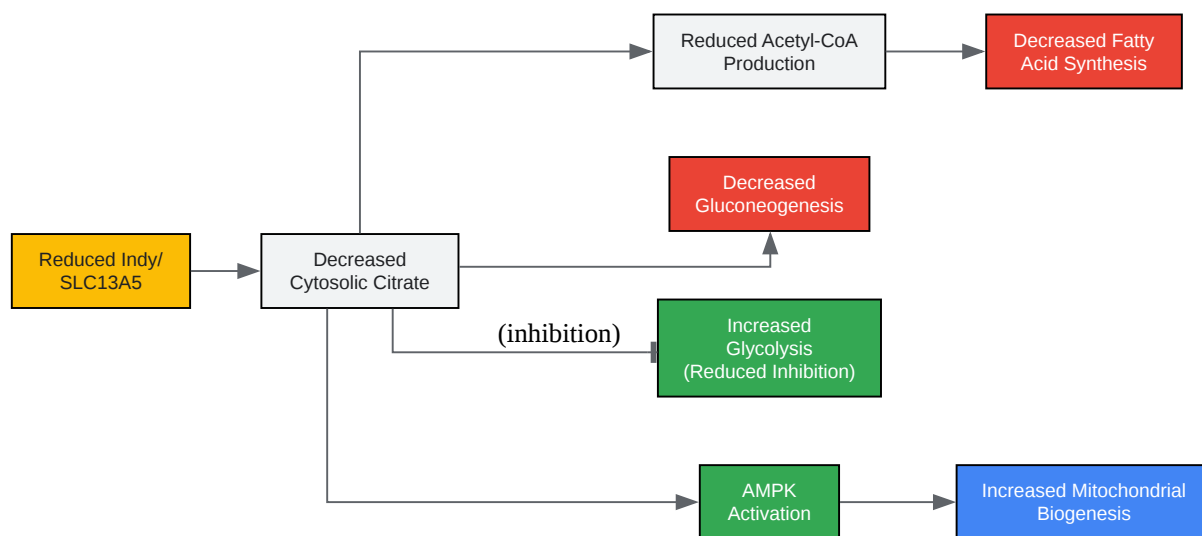 Reduced Acetyl-CoA
Production
Decreased Fatty
Acid Synthesis
Decreased
Gluconeogenesis
Reduced Indy/
SLC13A5
Decreased
Cytosolic Citrate
(inhibition)
Increased
Glycolysis
(Reduced Inhibition)
AMPK
Activation
Increased Mitochondrial
Biogenesis